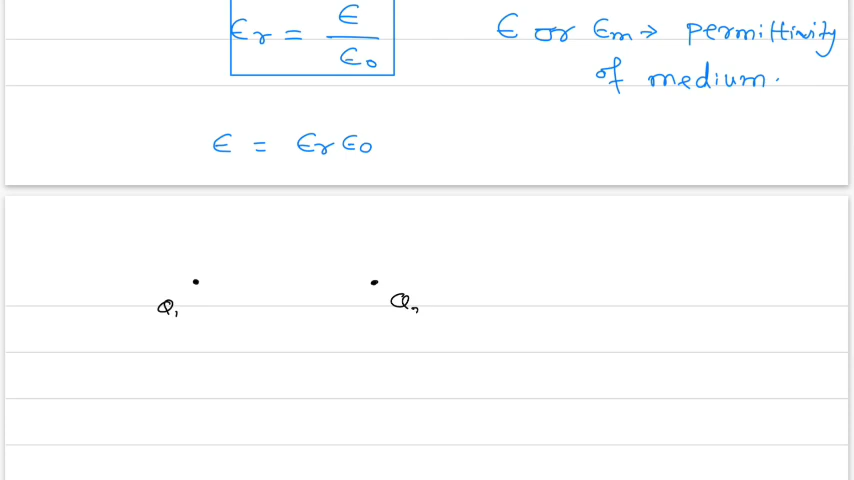 ϵr = ϵ / ϵ0 ϵ or ϵm → permittivity
of medium.
ϵ = ϵr ϵ0
Q1 Q2